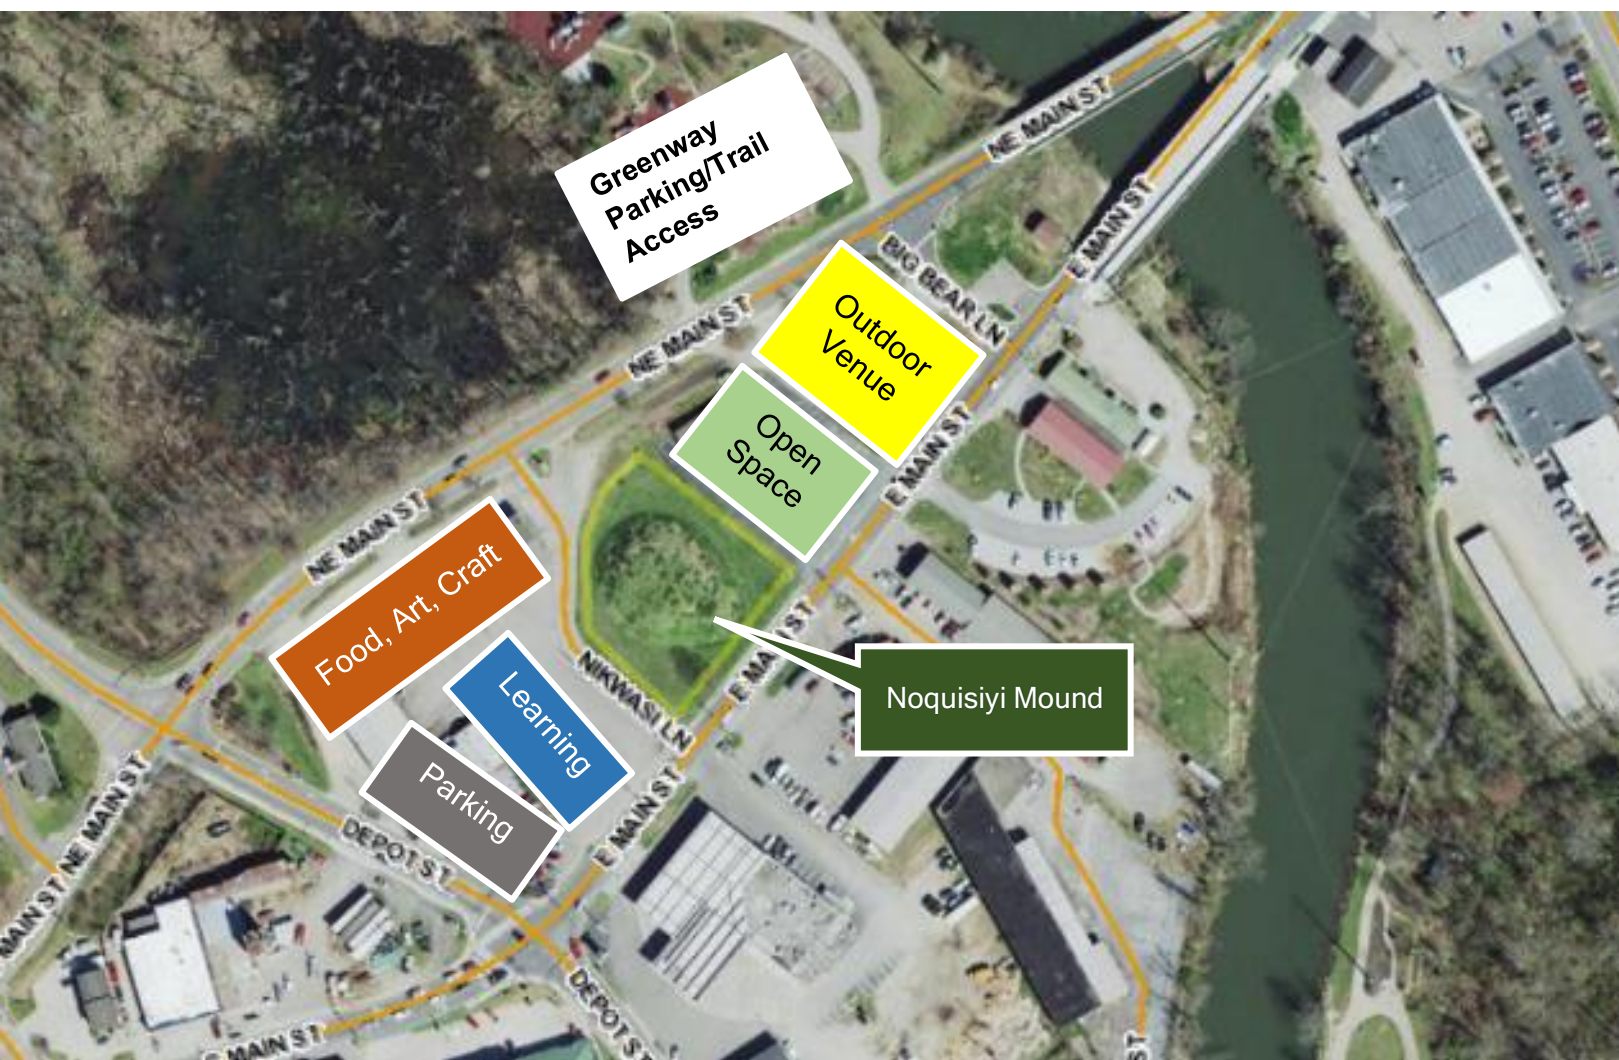 Greenway
Parking/Trail
Access
NE MAIN ST
E MAIN ST
BIG BEAR LN
Outdoor
Venue
NE MAIN ST
Open
Space
E MAIN ST
NE MAIN ST
Food, Art, Craft
Learning
NIKWASI LN
E MAIN ST
Noquisiyi Mound
Parking
NE MAIN ST
DEPOT ST
E MAIN ST
MAIN ST
DEPOT ST
E MAIN ST
ST